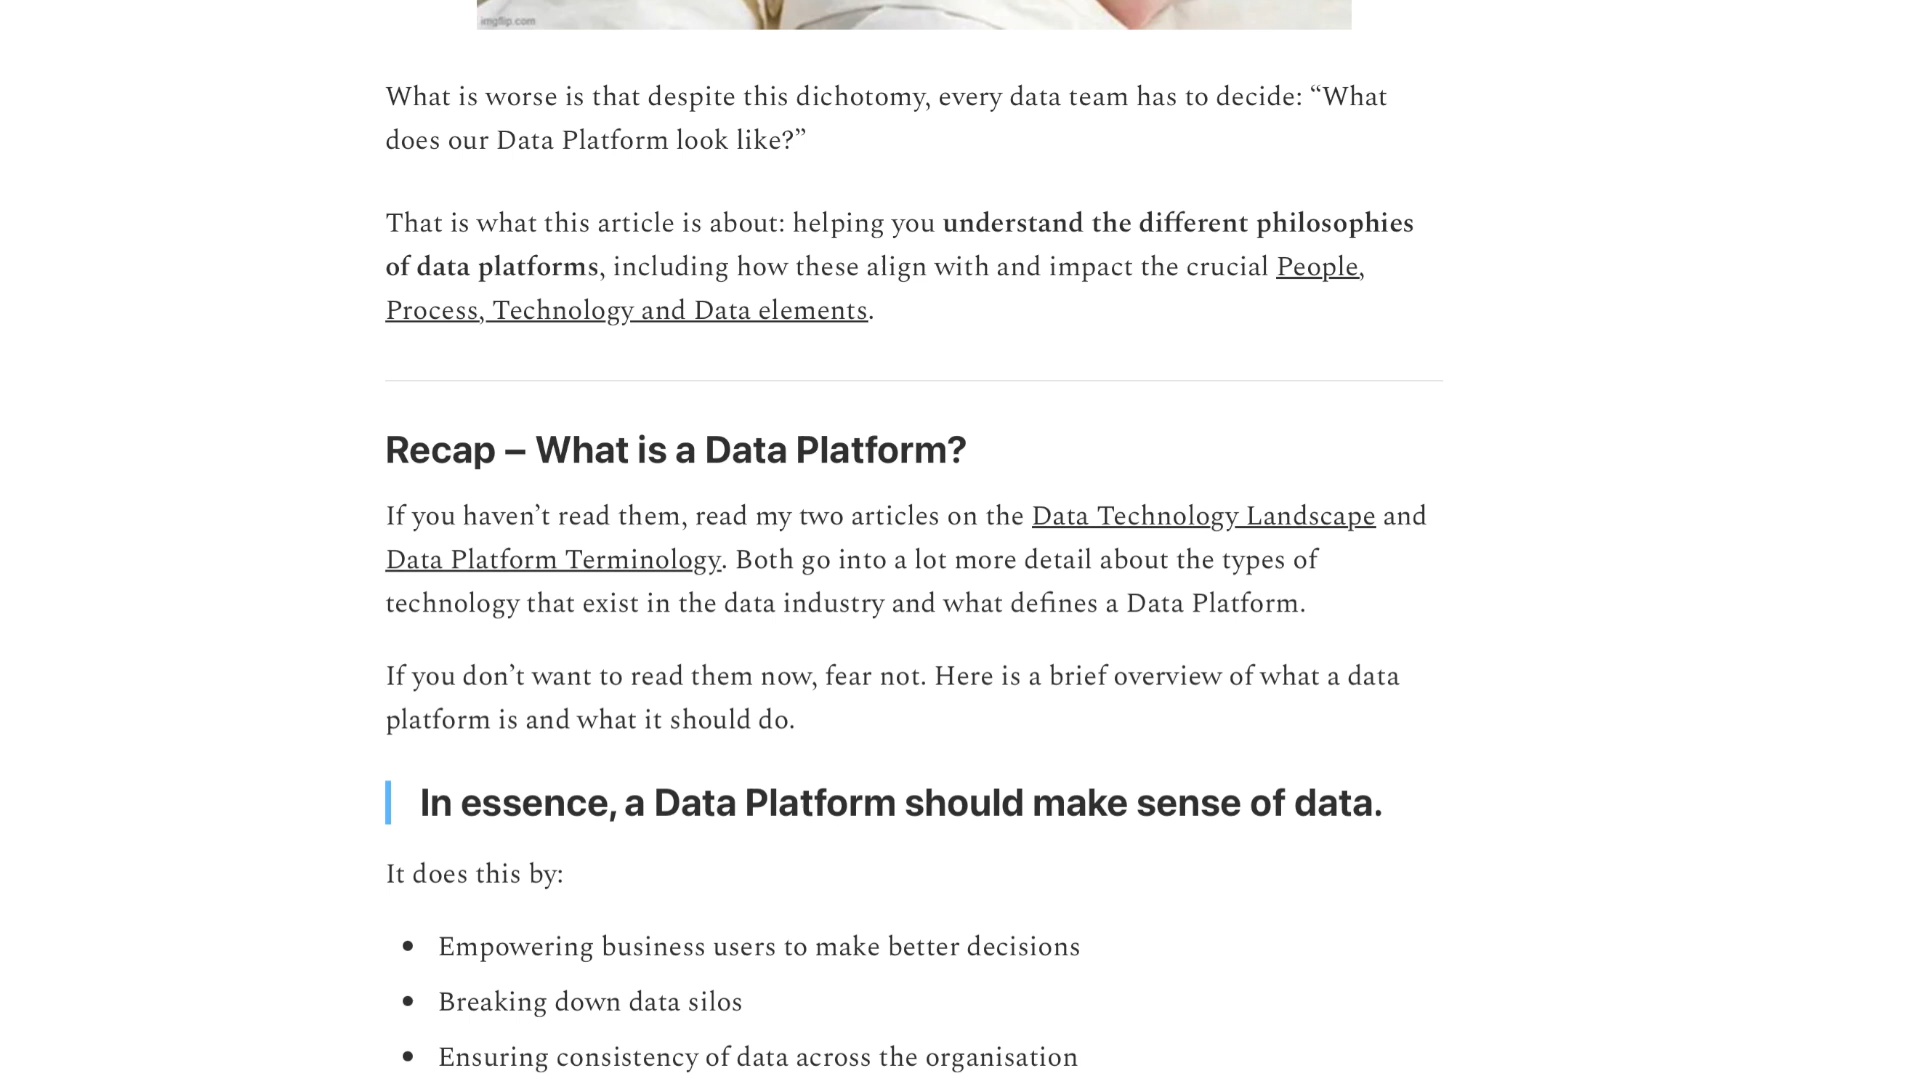 imgflip.com
What is worse is that despite this dichotomy, every data team has to decide: “What
does our Data Platform look like?”
That is what this article is about: helping you understand the different philosophies
of data platforms, including how these align with and impact the crucial People,
Process, Technology and Data elements.
Recap – What is a Data Platform?
If you haven’t read them, read my two articles on the Data Technology Landscape and
Data Platform Terminology. Both go into a lot more detail about the types of
technology that exist in the data industry and what defines a Data Platform.
If you don’t want to read them now, fear not. Here is a brief overview of what a data
platform is and what it should do.
In essence, a Data Platform should make sense of data.
It does this by:
• Empowering business users to make better decisions
• Breaking down data silos
• Ensuring consistency of data across the organisation